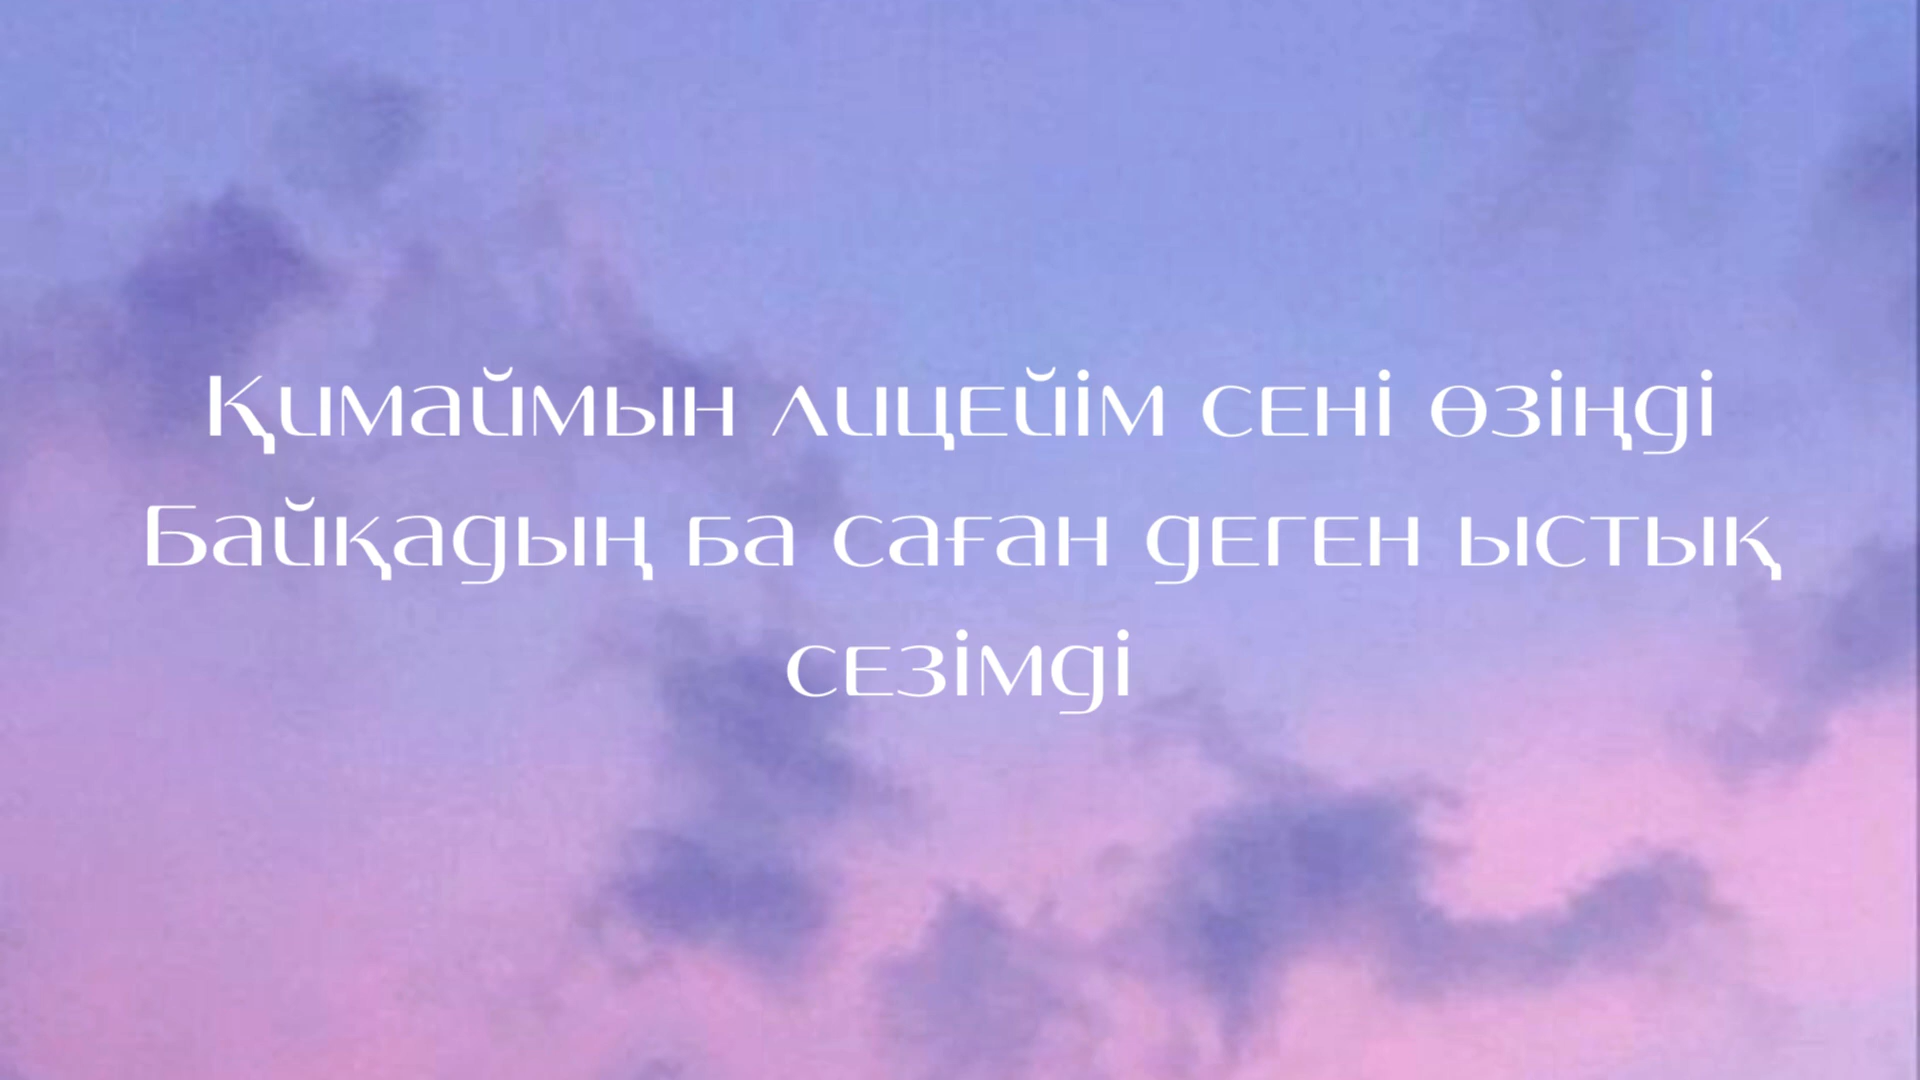 Қимаймын лицейім сені өзіңді
Байқадың ба саған деген ыстық
сезімді